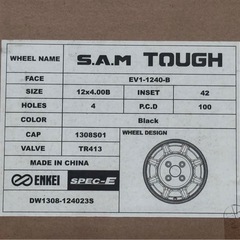 WHEEL NAME S.A.M TOUGH
FACE EV1-1240-B
SIZE 12x4.00B INSET 42
HOLES 4 P.C.D 100
COLOR Black
CAP 1308S01 WHEEL DESIGN
VALVE TR413
MADE IN CHINA
ENKEI SPEC-E
DW1308-124023S